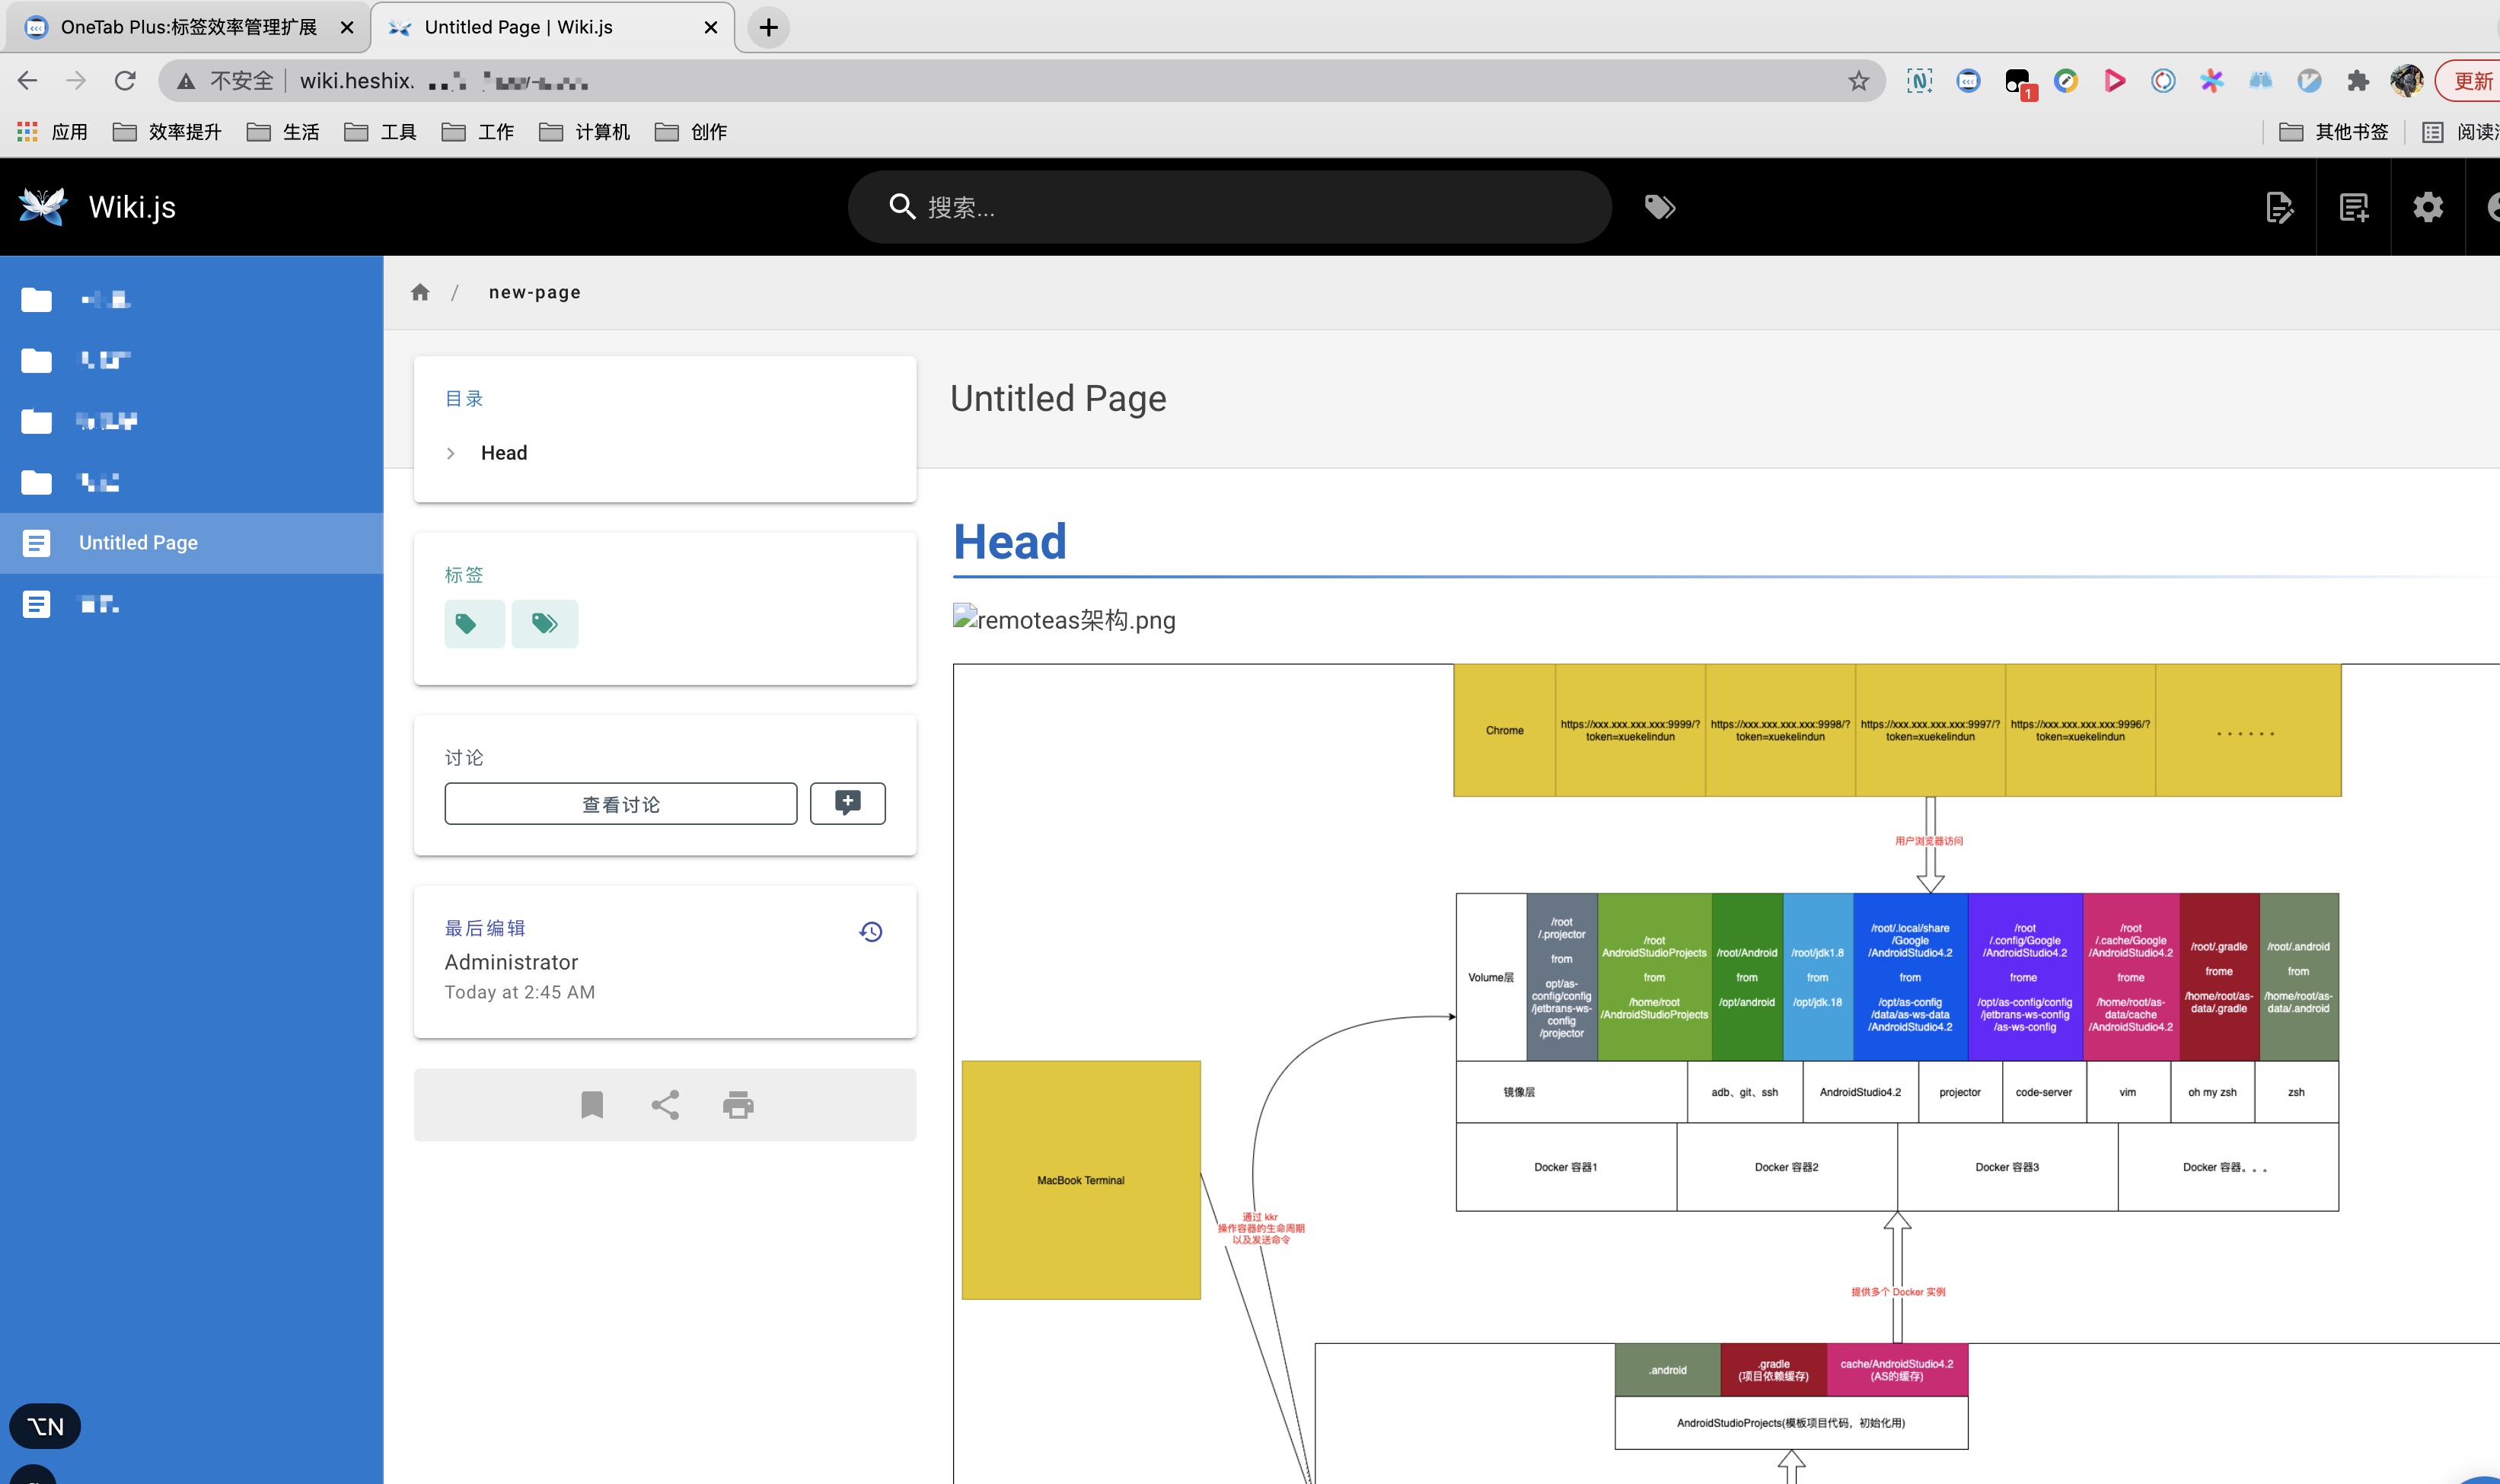 OneTab Plus:标签效率管理扩展
Untitled Page | Wiki.js
不安全
wiki.heshix.
1
更新
应用
效率提升
生活
工具
工作
计算机
创作
其他书签
阅读
Wiki.js
搜索...
/ new-page
目录
Head
Untitled Page
Untitled Page
标签
讨论
查看讨论
最后编辑
Administrator
Today at 2:45 AM
⌥N
Head
remoteas架构.png
Chrome
https://xxx.xxx.xxx.xxx:9999/?
token=xuekelindun
https://xxx.xxx.xxx.xxx:9998/?
token=xuekelindun
https://xxx.xxx.xxx.xxx:9997/?
token=xuekelindun
https://xxx.xxx.xxx.xxx:9996/?
token=xuekelindun
......
用户浏览器访问
Volume层
/root
/.projector
from
opt/as-
config/config
/jetbrans-ws-
config
/projector
/root
AndroidStudioProjects
from
/home/root
/AndroidStudioProjects
/root/Android
from
/opt/android
/root/jdk1.8
from
/opt/jdk.18
/root/.local/share
/Google
/AndroidStudio4.2
from
/opt/as-config
/data/as-ws-data
/AndroidStudio4.2
/root
/.config/Google
/AndroidStudio4.2
frome
/opt/as-config/config
/jetbrans-ws-config
/as-ws-config
/root
/.cache/Google
/AndroidStudio4.2
frome
/home/root/as-
data/cache
/AndroidStudio4.2
/root/.gradle
frome
/home/root/as-
data/.gradle
/root/.android
from
/home/root/as-
data/.android
镜像层
adb、git、ssh
AndroidStudio4.2
projector
code-server
vim
oh my zsh
zsh
Docker 容器1
Docker 容器2
Docker 容器3
Docker 容器。。。
MacBook Terminal
通过 kkr
操作容器的生命周期
以及发送命令
提供多个 Docker 实例
.android
.gradle
(项目依赖缓存)
cache/AndroidStudio4.2
(AS的缓存)
AndroidStudioProjects(模板项目代码，初始化用)